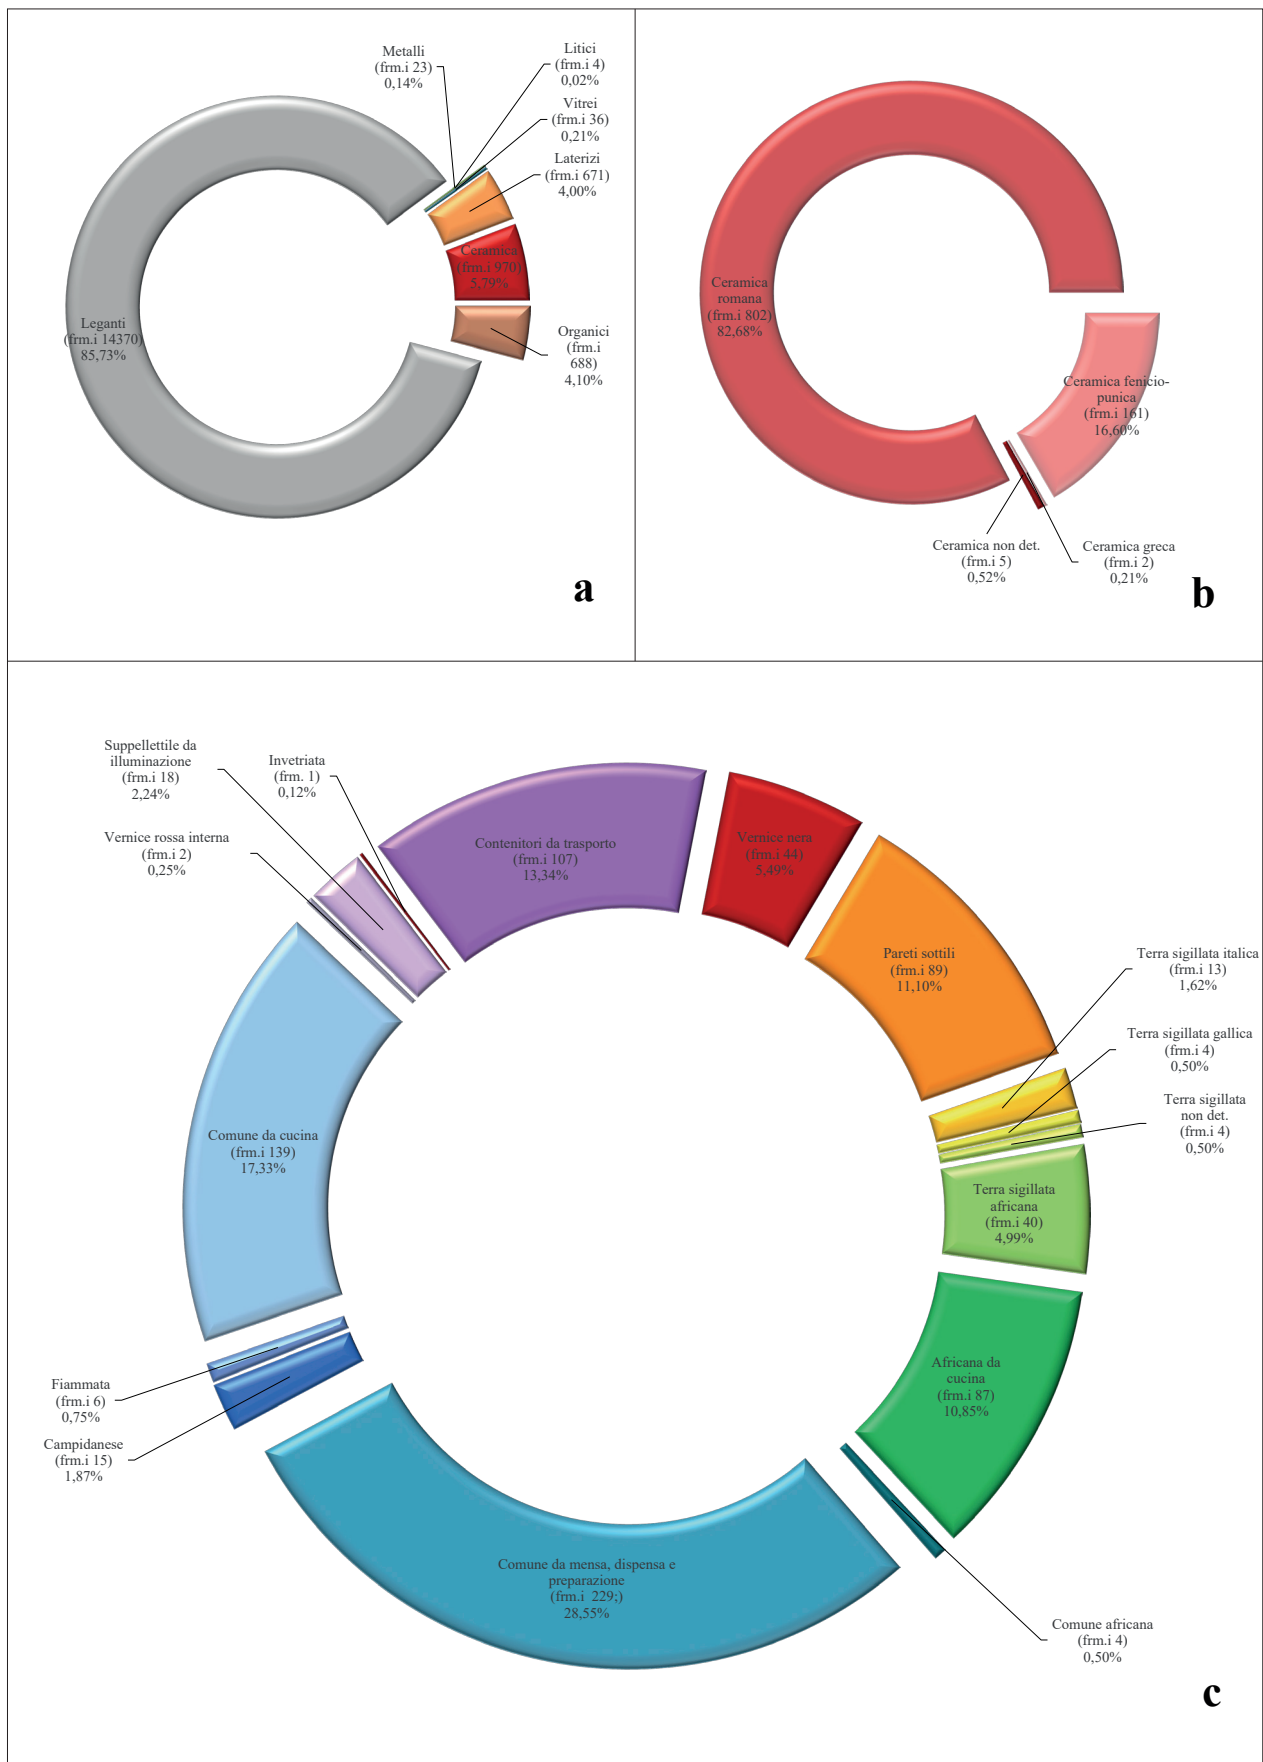 Metalli
(frm.i 23)
0,14%
Litici
(frm.i 4)
0,02%
Vitrei
(frm.i 36)
0,21%
Laterizi
(frm.i 671)
4,00%
Ceramica
(frm.i 970)
5,79%
Organici
(frm.i
688)
4,10%
Leganti
(frm.i 14370)
85,73%
a
Ceramica
romana
(frm.i 802)
82,68%
Ceramica fenicio-
punica
(frm.i 161)
16,60%
Ceramica non det.
(frm.i 5)
0,52%
Ceramica greca
(frm.i 2)
0,21%
b
Suppellettile da
illuminazione
(frm.i 18)
2,24%
Invetriata
(frm. 1)
0,12%
Vernice rossa interna
(frm.i 2)
0,25%
Contenitori da trasporto
(frm.i 107)
13,34%
Vernice nera
(frm.i 44)
5,49%
Pareti sottili
(frm.i 89)
11,10%
Terra sigillata italica
(frm.i 13)
1,62%
Terra sigillata gallica
(frm.i 4)
0,50%
Terra sigillata
non det.
(frm.i 4)
0,50%
Terra sigillata
africana
(frm.i 40)
4,99%
Africana da
cucina
(frm.i 87)
10,85%
Comune africana
(frm.i 4)
0,50%
Comune da mensa, dispensa e
preparazione
(frm.i  229;)
28,55%
Campidanese
(frm.i 15)
1,87%
Fiammata
(frm.i 6)
0,75%
Comune da cucina
(frm.i 139)
17,33%
c